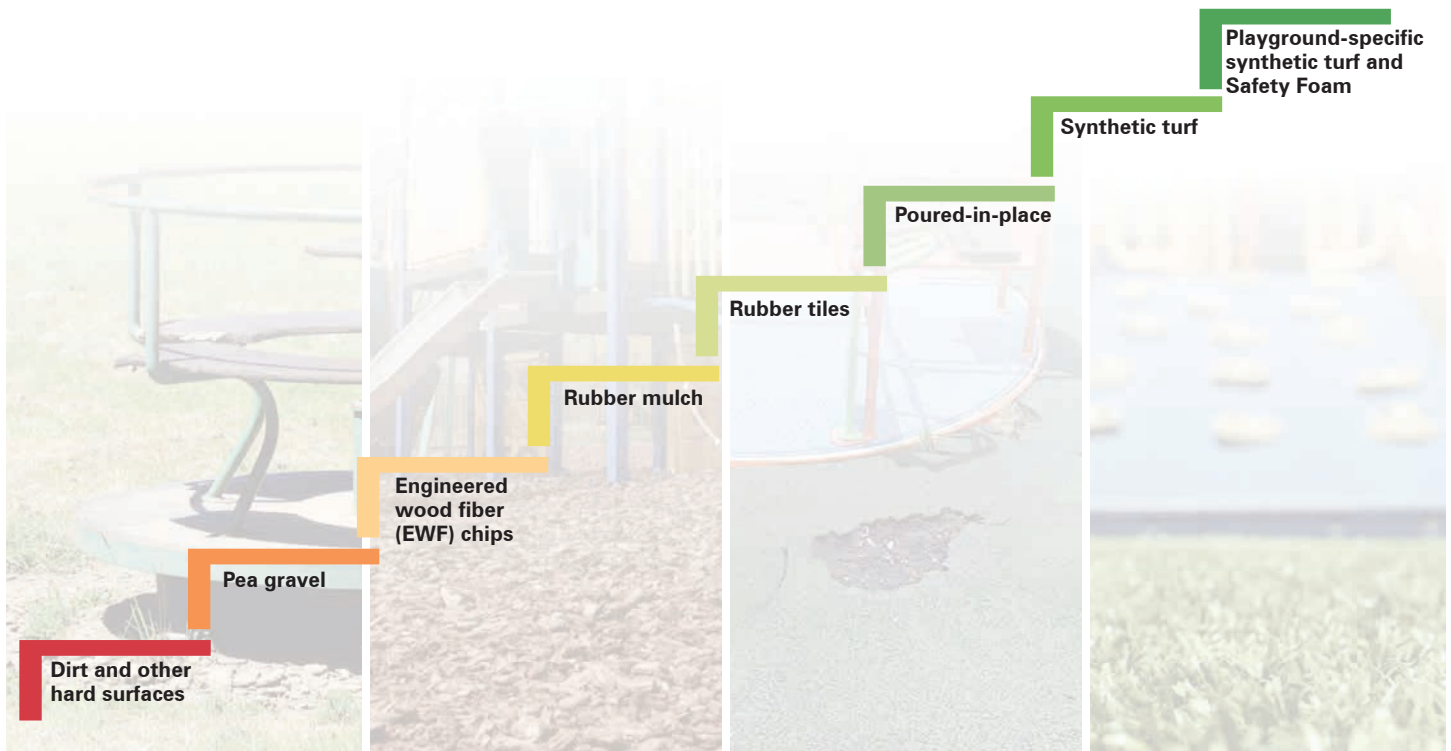 Playground-specific
synthetic turf and
Safety Foam
Synthetic turf
Poured-in-place
Rubber tiles
Rubber mulch
Engineered
wood fiber
(EWF) chips
Pea gravel
Dirt and other
hard surfaces